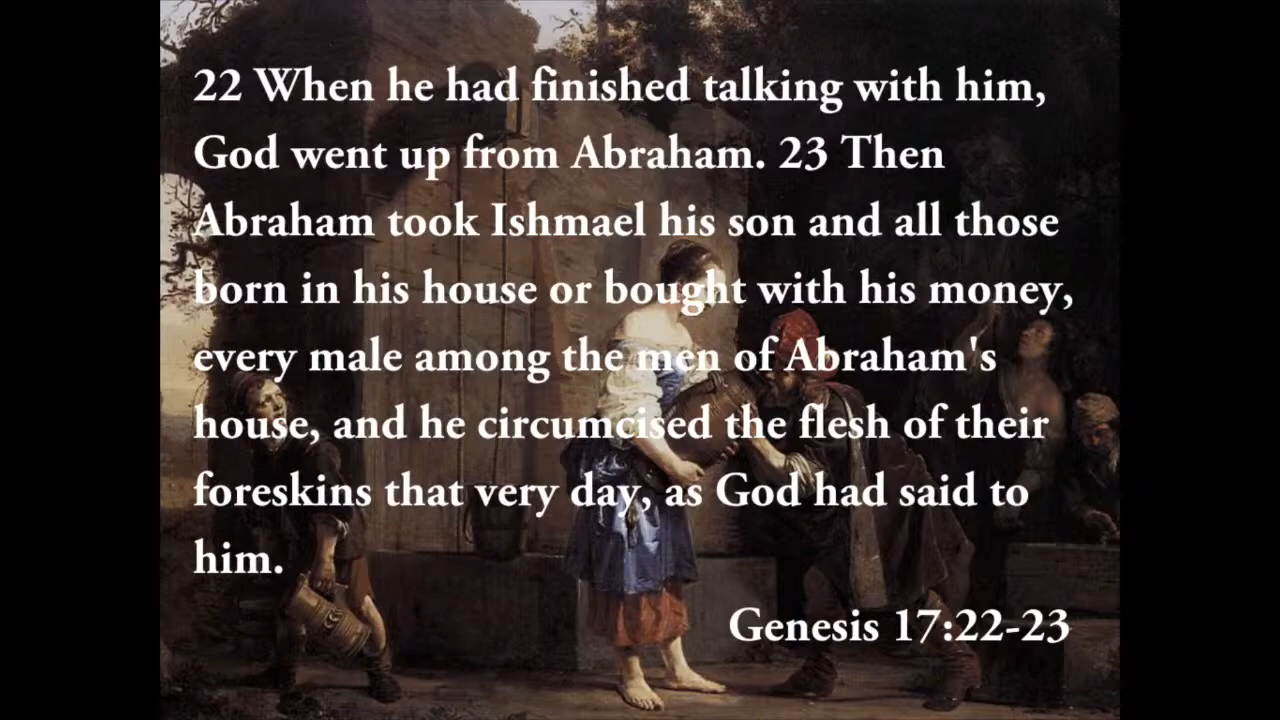 22 When he had finished talking with him,
God went up from Abraham. 23 Then
Abraham took Ishmael his son and all those
born in his house or bought with his money,
every male among the men of Abraham's
house, and he circumcised the flesh of their
foreskins that very day, as God had said to
him.
Genesis 17:22-23